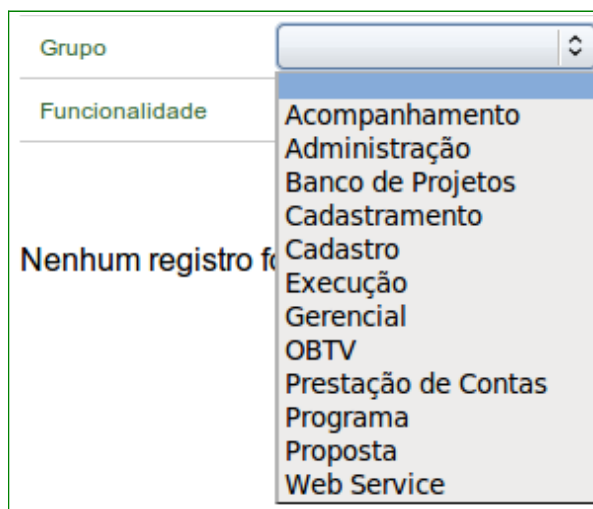 Grupo
Funcionalidade
Acompanhamento
Administração
Banco de Projetos
Cadastramento
Nenhum registro fo
Cadastro
Execução
Gerencial
OBTV
Prestação de Contas
Programa
Proposta
Web Service